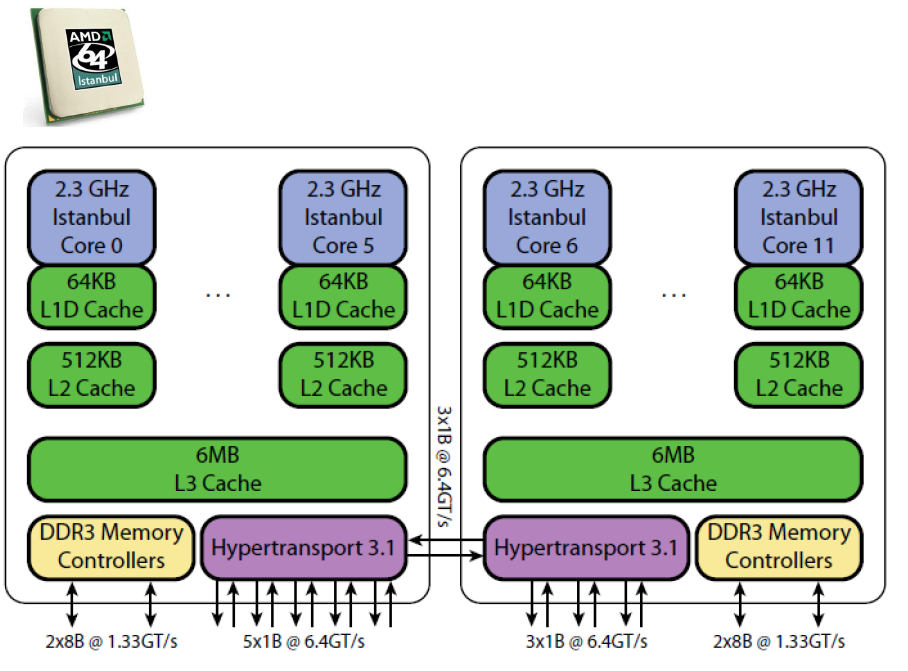 AMD
64
Istanbul
2.3 GHz
Istanbul
Core 0
2.3 GHz
Istanbul
Core 5
2.3 GHz
Istanbul
Core 6
2.3 GHz
Istanbul
Core 11
64KB
L1D Cache
...
64KB
L1D Cache
64KB
L1D Cache
...
64KB
L1D Cache
512KB
L2 Cache
512KB
L2 Cache
512KB
L2 Cache
512KB
L2 Cache
3x1B @ 6.4GT/s
6MB
L3 Cache
6MB
L3 Cache
DDR3 Memory
Controllers
Hypertransport 3.1
Hypertransport 3.1
DDR3 Memory
Controllers
2x8B @ 1.33GT/s
5x1B @ 6.4GT/s
3x1B @ 6.4GT/s
2x8B @ 1.33GT/s